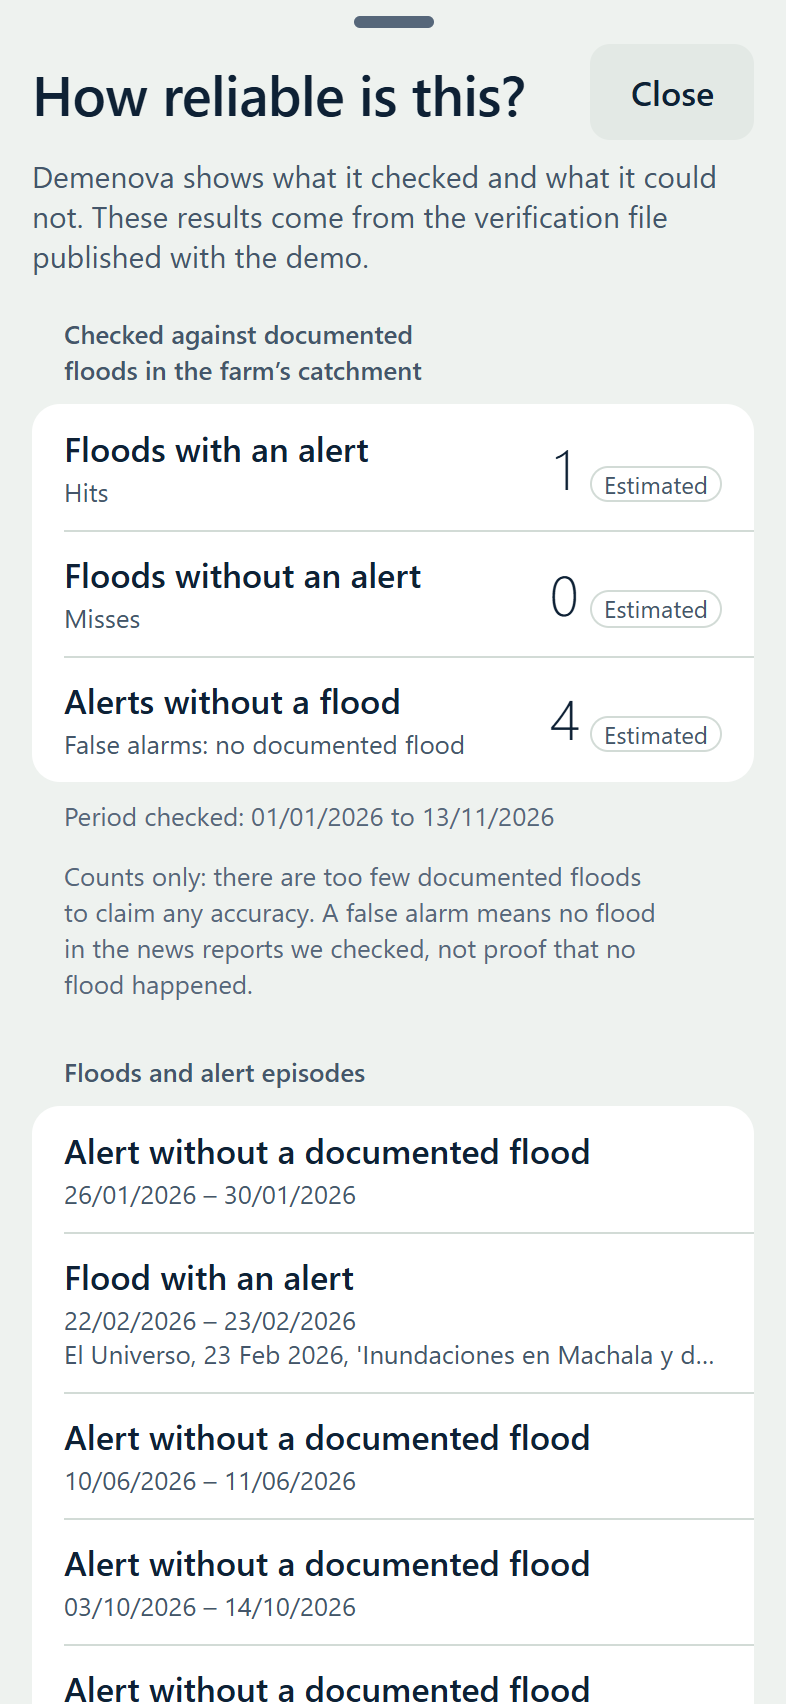 How reliable is this?
Close
Demenova shows what it checked and what it could
not. These results come from the verification file
published with the demo.
Checked against documented
floods in the farm’s catchment
Floods with an alert
Hits
1 Estimated
Floods without an alert
Misses
0 Estimated
Alerts without a flood
False alarms: no documented flood
4 Estimated
Period checked: 01/01/2026 to 13/11/2026
Counts only: there are too few documented floods
to claim any accuracy. A false alarm means no flood
in the news reports we checked, not proof that no
flood happened.
Floods and alert episodes
Alert without a documented flood
26/01/2026 – 30/01/2026
Flood with an alert
22/02/2026 – 23/02/2026
El Universo, 23 Feb 2026, 'Inundaciones en Machala y d...
Alert without a documented flood
10/06/2026 – 11/06/2026
Alert without a documented flood
03/10/2026 – 14/10/2026
Alert without a documented flood